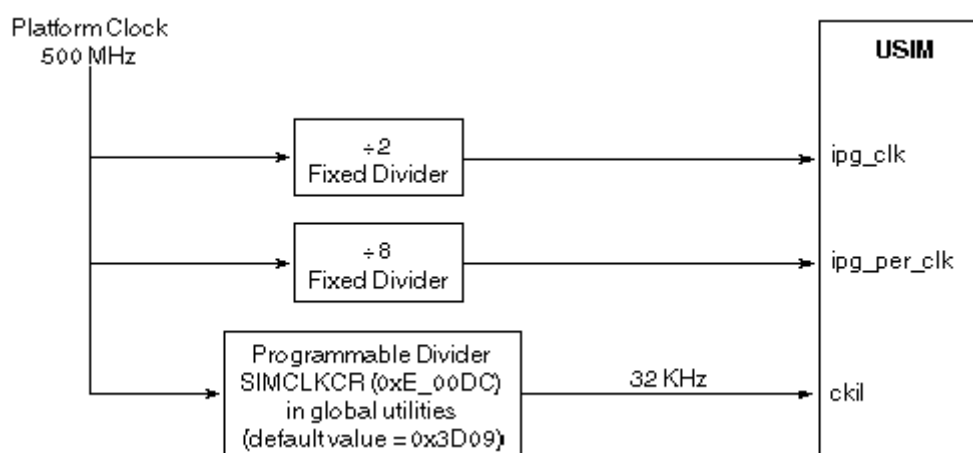 Platform Clock
500 MHz
USIM
÷2
Fixed Divider
ipg_clk
÷8
Fixed Divider
ipg_per_clk
Programmable Divider
SIMCLKCR (0xE_00DC)
in global utilities
(default value = 0x3D09)
32 KHz
ckil